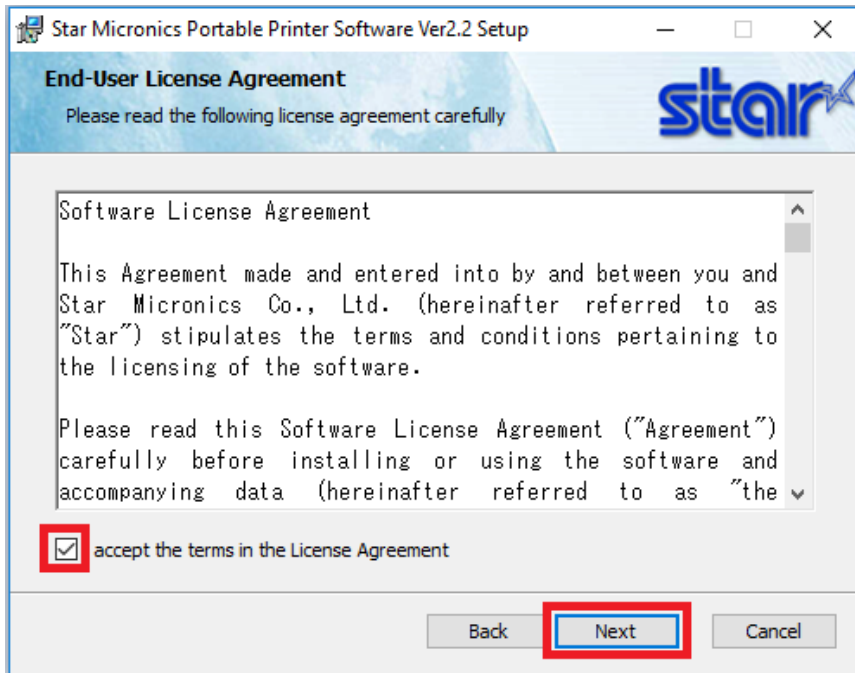 Star Micronics Portable Printer Software Ver2.2 Setup
End-User License Agreement
Please read the following license agreement carefully
star
Software License Agreement
This Agreement made and entered into by and between you and
Star Micronics Co., Ltd. (hereinafter referred to as
"Star") stipulates the terms and conditions pertaining to
the licensing of the software.
Please read this Software License Agreement ("Agreement")
carefully before installing or using the software and
accompanying data (hereinafter referred to as "the
accept the terms in the License Agreement
Back
Next
Cancel